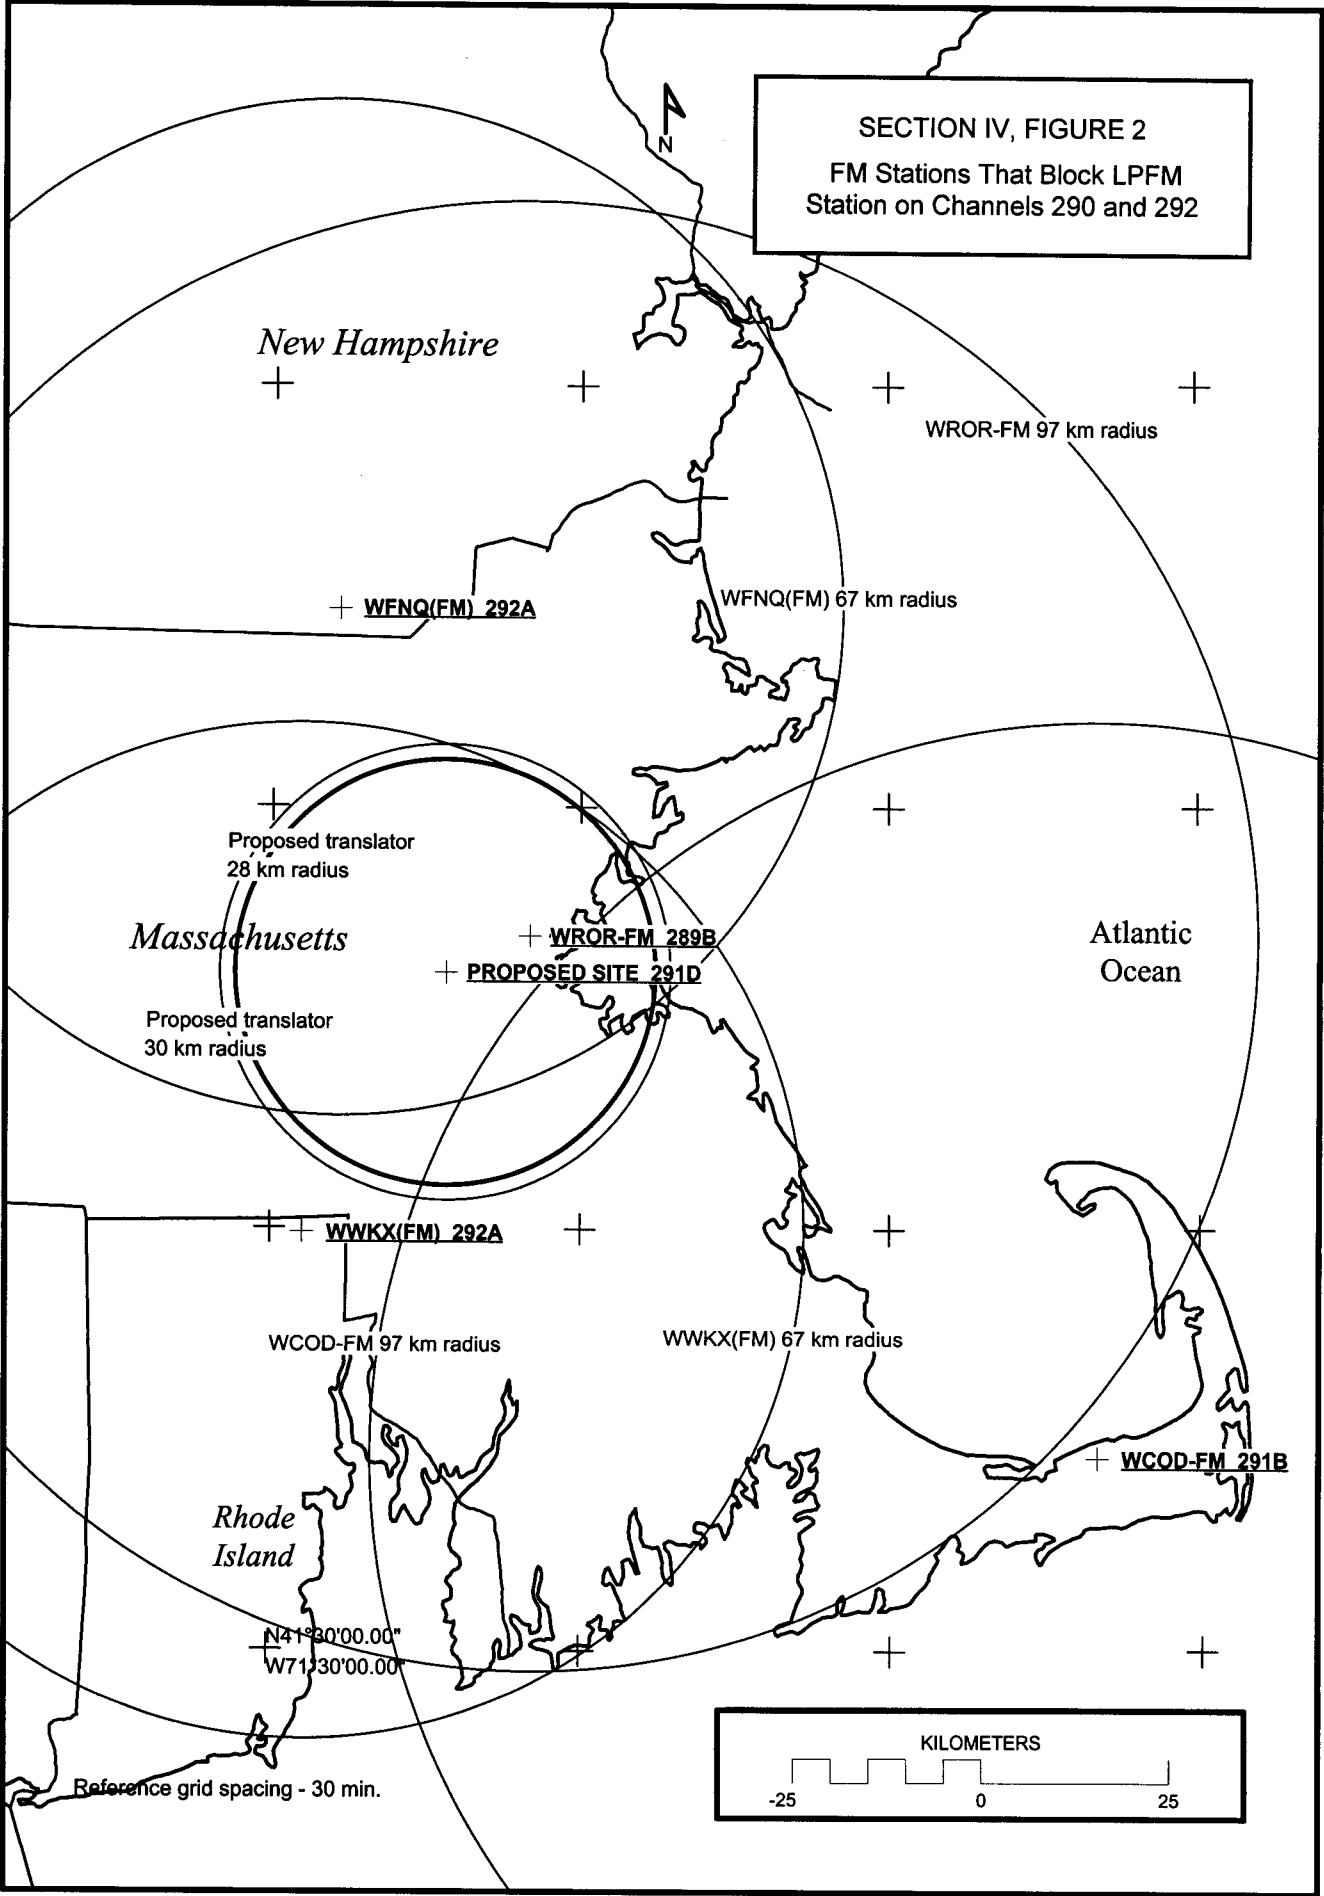 SECTION IV, FIGURE 2
FM Stations That Block LPFM
Station on Channels 290 and 292
N
New Hampshire
WROR-FM 97 km radius
WFNQ(FM) 292A
WFNQ(FM) 67 km radius
Proposed translator
28 km radius
Massachusetts
WROR-FM 289B
PROPOSED SITE 291D
Atlantic
Ocean
Proposed translator
30 km radius
WWKX(FM) 292A
WCOD-FM 97 km radius
WWKX(FM) 67 km radius
WCOD-FM 291B
Rhode
Island
N41°30'00.00"
W71°30'00.00"
KILOMETERS
-25 0 25
Reference grid spacing - 30 min.